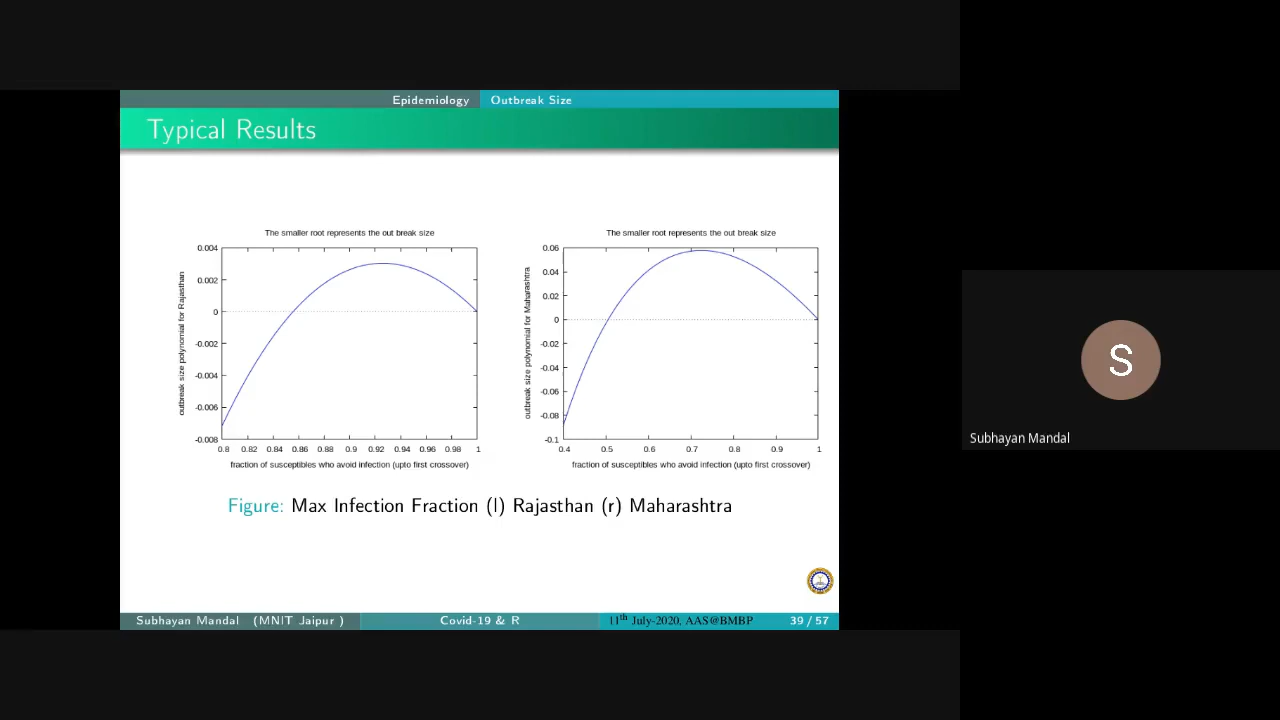 Epidemiology Outbreak Size
Typical Results
The smaller root represents the out break size
outbreak size polynomial for Rajasthan
0.004
0.002
0
-0.002
-0.004
-0.006
-0.008
0.8 0.82 0.84 0.86 0.88 0.9 0.92 0.94 0.96 0.98 1
fraction of susceptibles who avoid infection (upto first crossover)
The smaller root represents the out break size
outbreak size polynomial for Maharashtra
0.06
0.04
0.02
0
-0.02
-0.04
-0.06
-0.08
-0.1
0.4 0.5 0.6 0.7 0.8 0.9 1
fraction of susceptibles who avoid infection (upto first crossover)
Figure: Max Infection Fraction (l) Rajasthan (r) Maharashtra
Subhayan Mandal (MNIT Jaipur ) Covid-19 & R 11th July-2020, AAS@BMBP 39 / 57
S
Subhayan Mandal